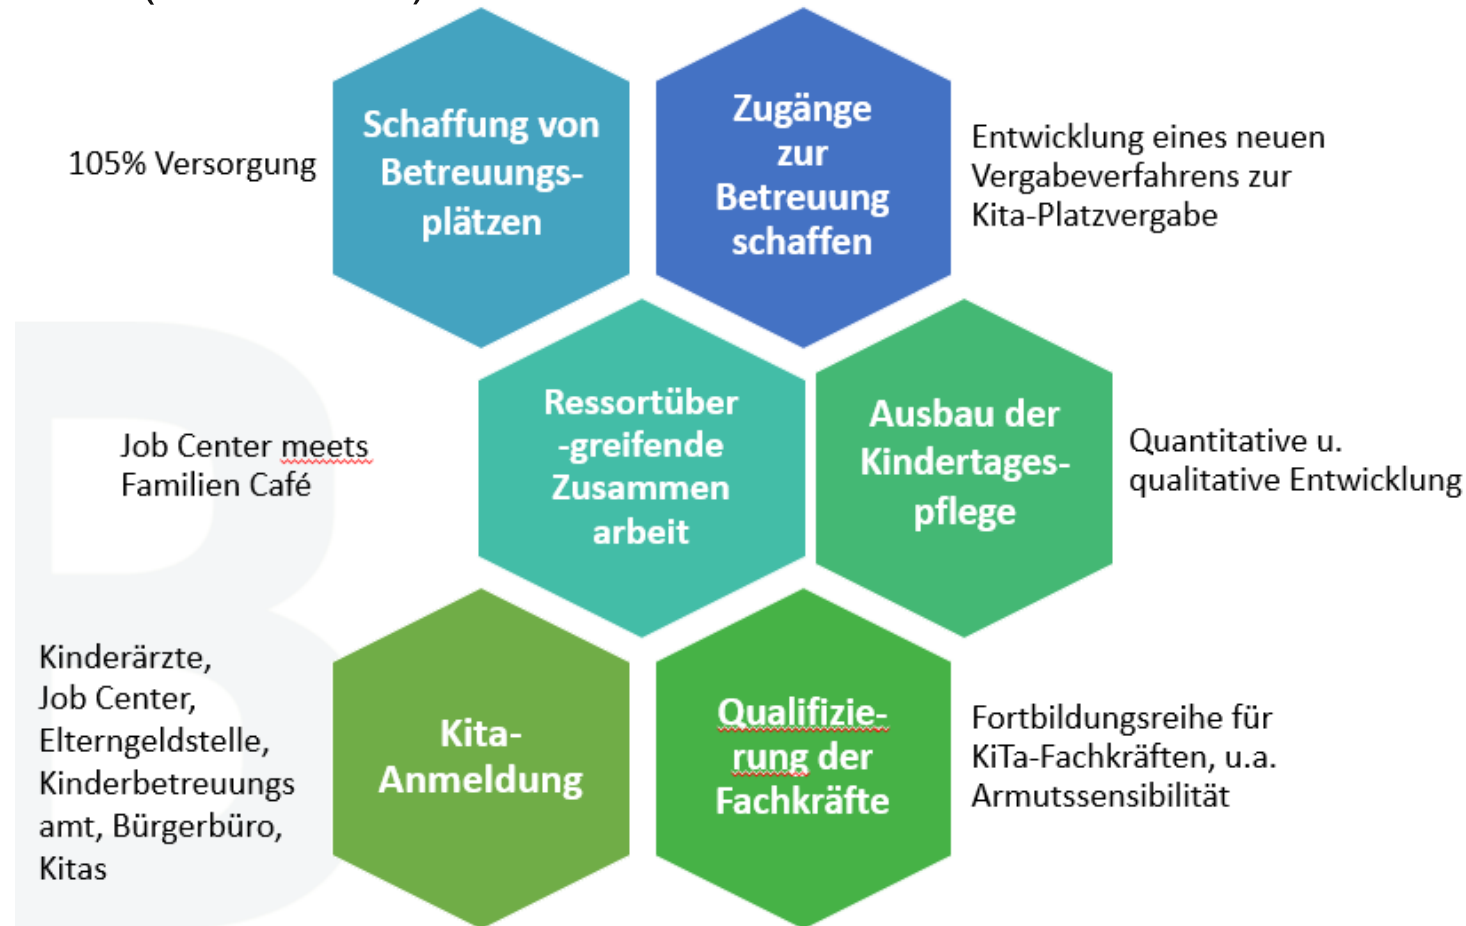 105% Versorgung
Schaffung von
Betreuungs-
plätzen
Zugänge
zur
Betreuung
schaffen
Entwicklung eines neuen
Vergabeverfahrens zur
Kita-Platzvergabe
Job Center meets
Familien Café
Ressortüber
-greifende
Zusammen
arbeit
Ausbau der
Kindertages-
pflege
Quantitative u.
qualitative Entwicklung
Kinderärzte,
Job Center,
Elterngeldstelle,
Kinderbetreuungs
amt, Bürgerbüro,
Kitas
Kita-
Anmeldung
Qualifizie-
rung der
Fachkräfte
Fortbildungsreihe für
KiTa-Fachkräften, u.a.
Armutssensibilität